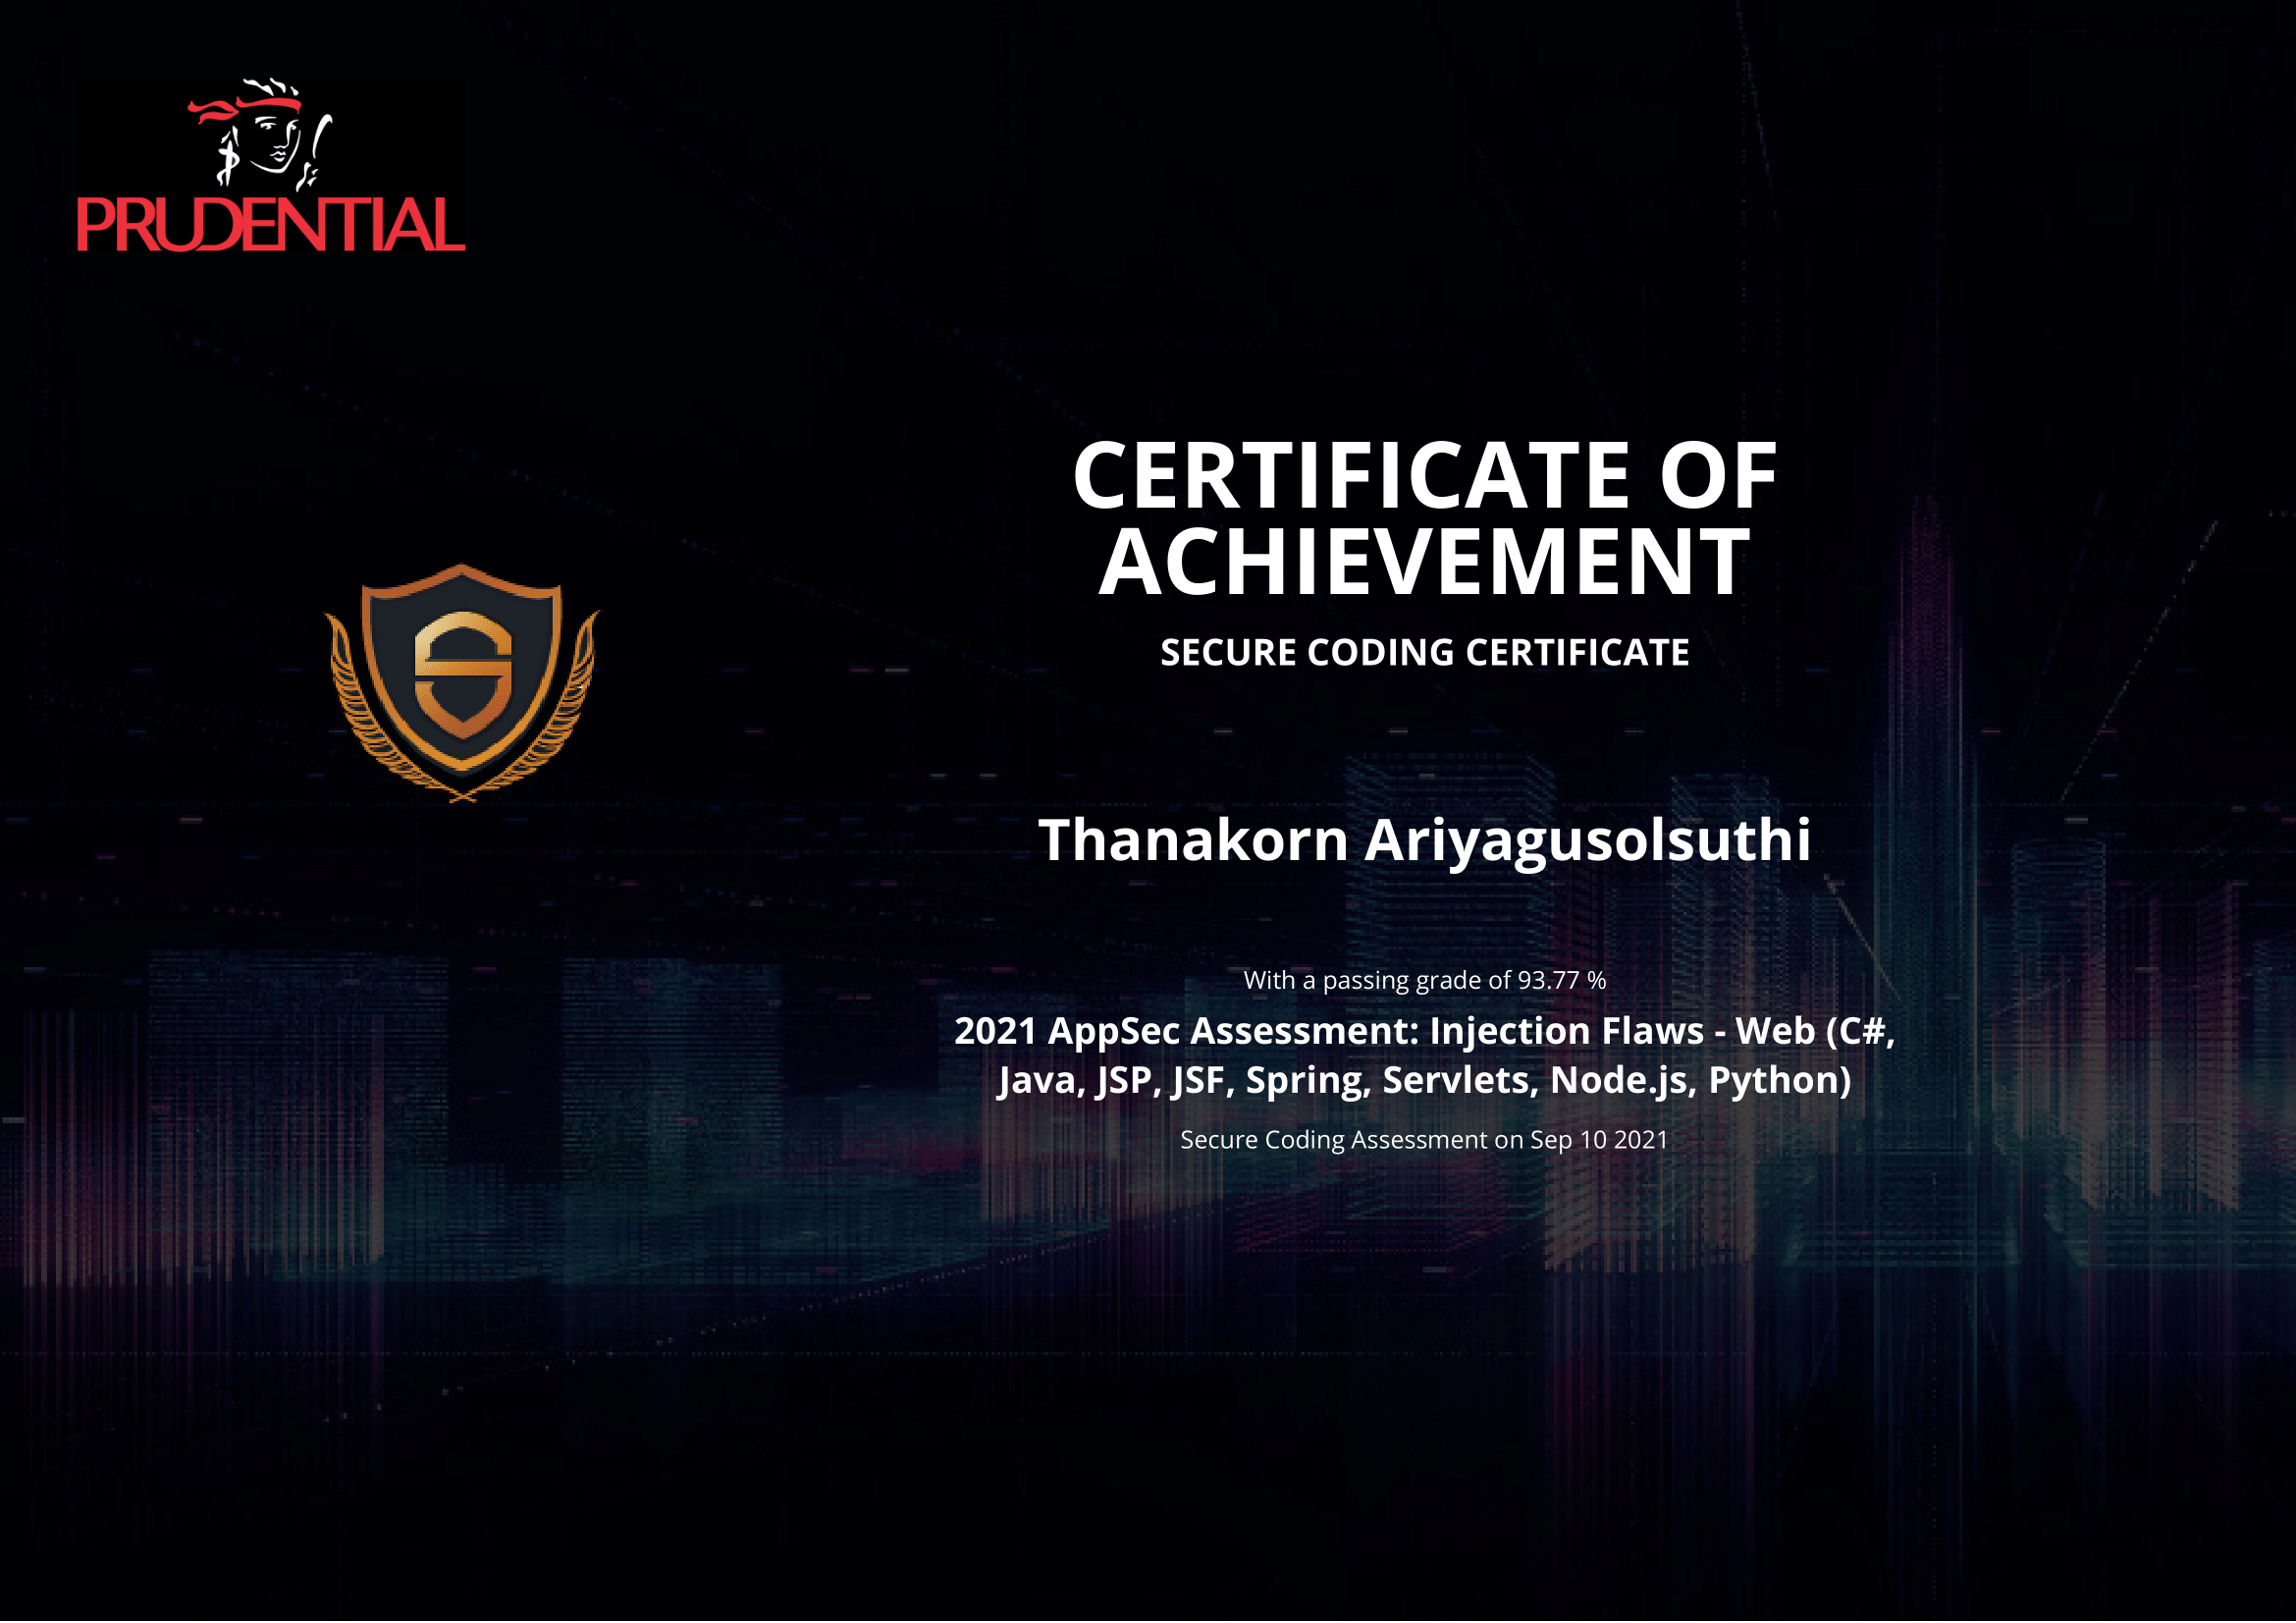 PRUDENTIAL
CERTIFICATE OF
ACHIEVEMENT
SECURE CODING CERTIFICATE
Thanakorn Ariyagusolsuthi
With a passing grade of 93.77 %
2021 AppSec Assessment: Injection Flaws - Web (C#,
Java, JSP, JSF, Spring, Servlets, Node.js, Python)
Secure Coding Assessment on Sep 10 2021